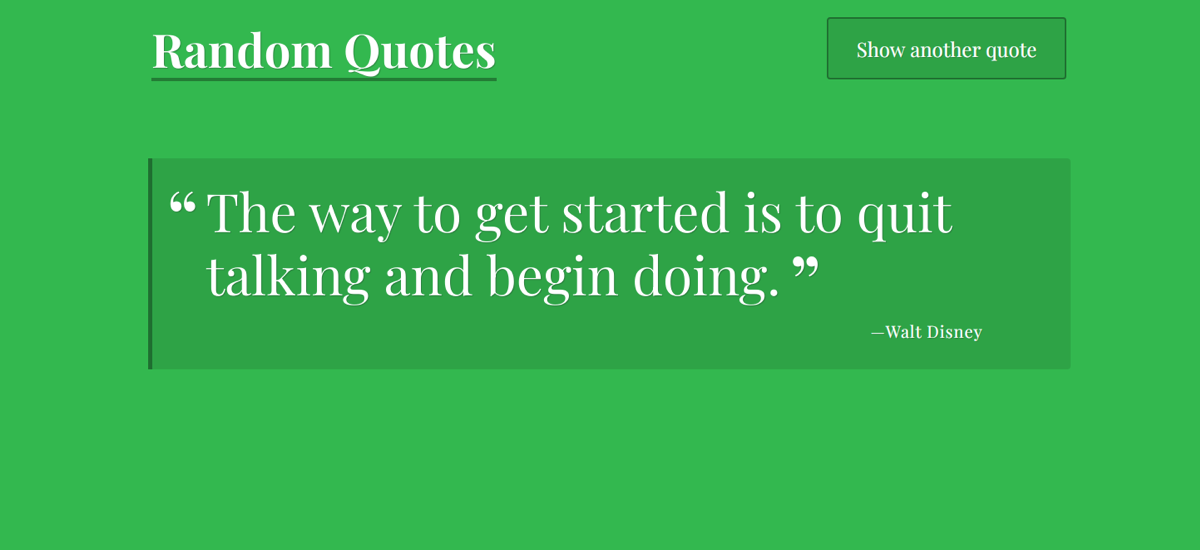 Random Quotes
Show another quote
“ The way to get started is to quit
talking and begin doing. ”
—Walt Disney